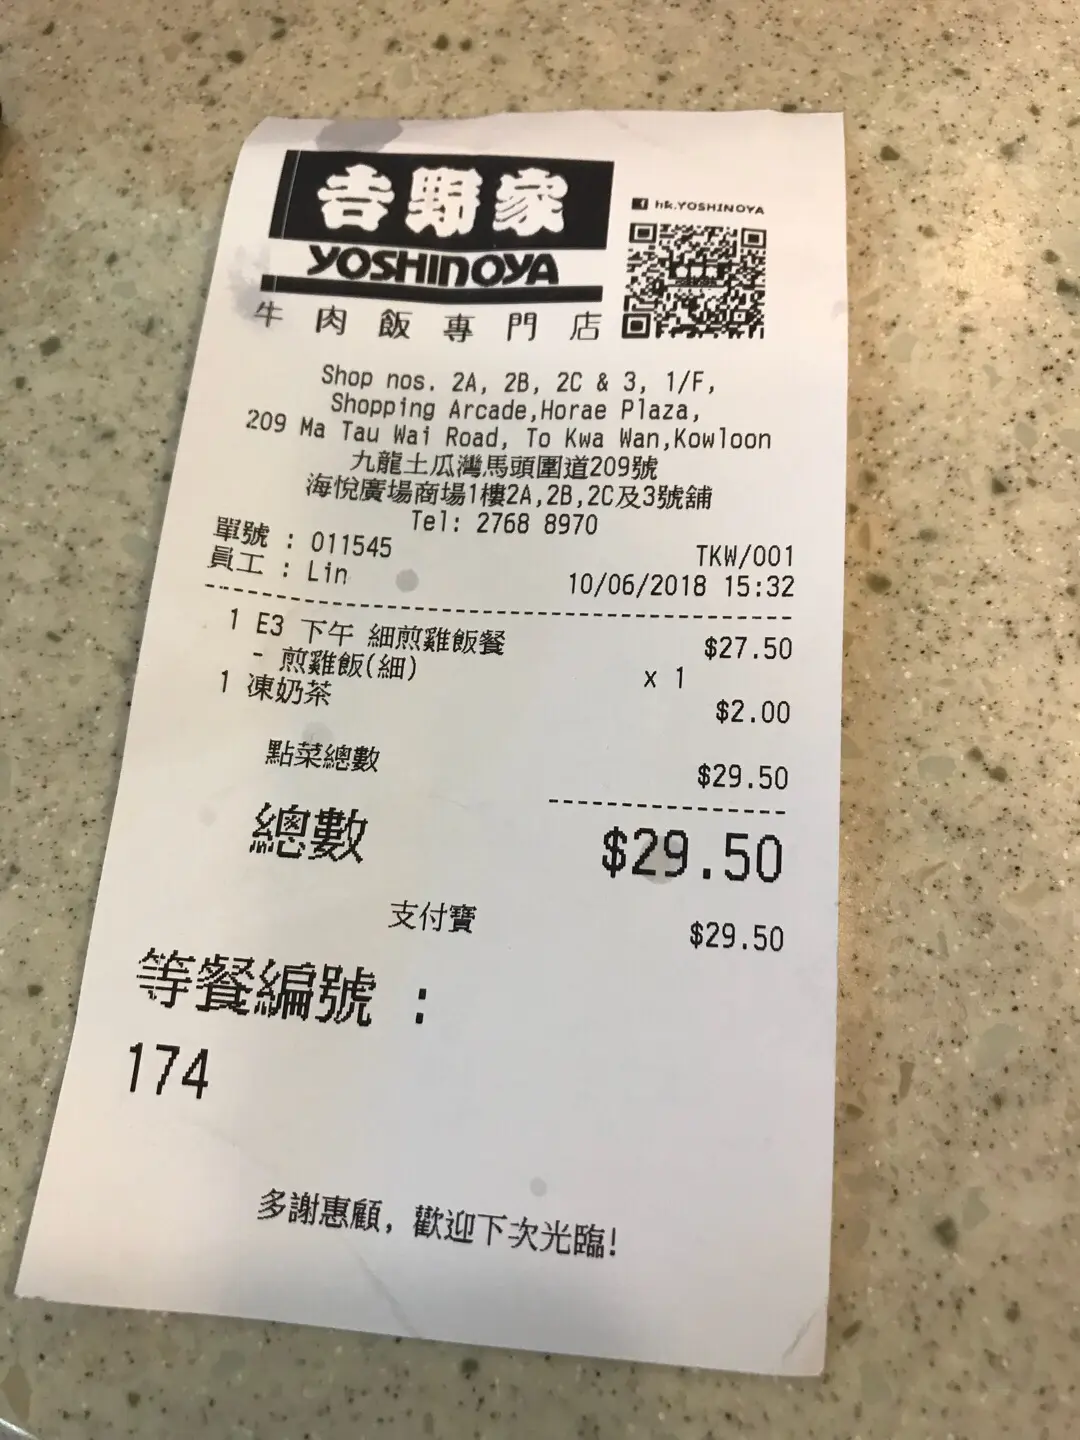 吉野家
YOSHINOYA
牛肉飯專門店
hk.YOSHINOYA
Shop nos. 2A, 2B, 2C & 3, 1/F,
Shopping Arcade,Horae Plaza,
209 Ma Tau Wai Road, To Kwa Wan,Kowloon
九龍土瓜灣馬頭圍道209號
海悅廣場商場1樓2A,2B,2C及3號舖
Tel: 2768 8970
單號 : 011545 TKW/001
員工 : Lin 10/06/2018 15:32
1 E3 下午 細煎雞飯餐 $27.50
- 煎雞飯(細) x 1
1 凍奶茶 $2.00
點菜總數 $29.50
總數 $29.50
支付寶 $29.50
等餐編號 :
174
多謝惠顧, 歡迎下次光臨!